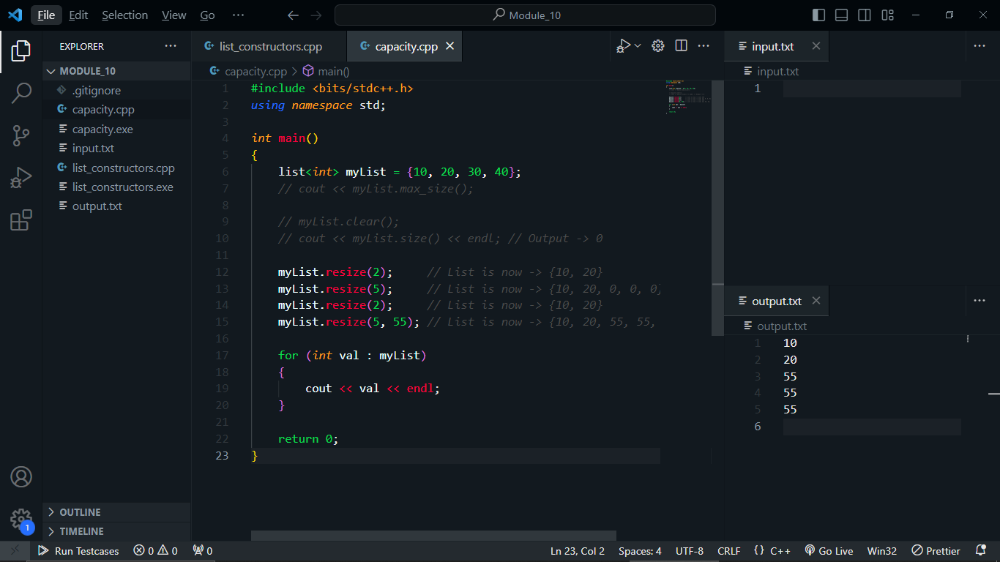 File Edit Selection View Go ··· Module_10
EXPLORER ···
MODULE_10
.gitignore
capacity.cpp
capacity.exe
input.txt
list_constructors.cpp
list_constructors.exe
output.txt
OUTLINE
TIMELINE
1
list_constructors.cpp capacity.cpp
capacity.cpp > main()
1 #include <bits/stdc++.h>
2 using namespace std;
3
4 int main()
5 {
6 list<int> myList = {10, 20, 30, 40};
7 // cout << myList.max_size();
8
9 // myList.clear();
10 // cout << myList.size() << endl; // Output -> 0
11
12 myList.resize(2); // List is now -> {10, 20}
13 myList.resize(5); // List is now -> {10, 20, 0, 0, 0}
14 myList.resize(2); // List is now -> {10, 20}
15 myList.resize(5, 55); // List is now -> {10, 20, 55, 55,
16
17 for (int val : myList)
18 {
19 cout << val << endl;
20 }
21
22 return 0;
23 }
input.txt
input.txt
1
output.txt
output.txt
1 10
2 20
3 55
4 55
5 55
6
Run Testcases 0 0 0 Ln 23, Col 2 Spaces: 4 UTF-8 CRLF {} C++ Go Live Win32 Prettier